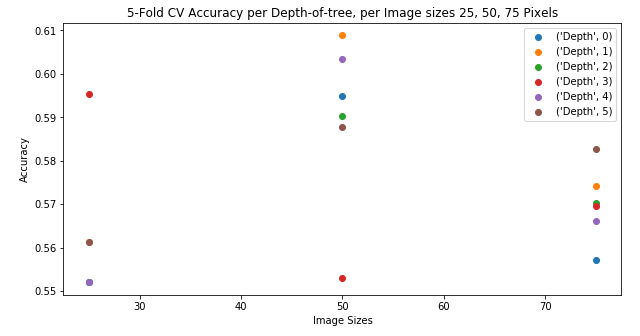 5-Fold CV Accuracy per Depth-of-tree, per Image sizes 25, 50, 75 Pixels
0.61
0.60
0.59
0.58
0.57
0.56
0.55
Accuracy
('Depth', 0)
('Depth', 1)
('Depth', 2)
('Depth', 3)
('Depth', 4)
('Depth', 5)
30 40 50 60 70
Image Sizes